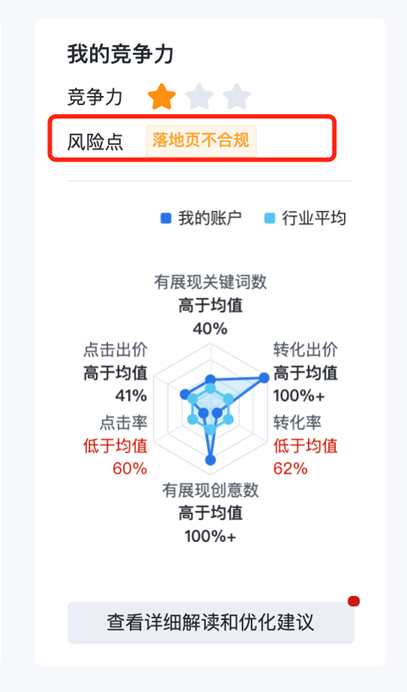 我的竞争力
竞争力
风险点 落地页不合规
我的账户 行业平均
有展现关键词数
高于均值
40%
点击出价
高于均值
41%
转化出价
高于均值
100%+
点击率
低于均值
60%
转化率
低于均值
62%
有展现创意数
高于均值
100%+
查看详细解读和优化建议